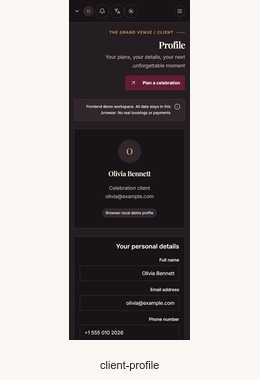 THE GRAND VENUE / CLIENT
Profile
Your plans, your details, your next
unforgettable moment.
Plan a celebration
Frontend demo workspace. All data stays in this
browser. No real bookings or payments.
O
Olivia Bennett
Celebration client
olivia@example.com
Browser-local demo profile
Your personal details
Full name
Olivia Bennett
Email address
olivia@example.com
Phone number
+1 555 010 2026
client-profile